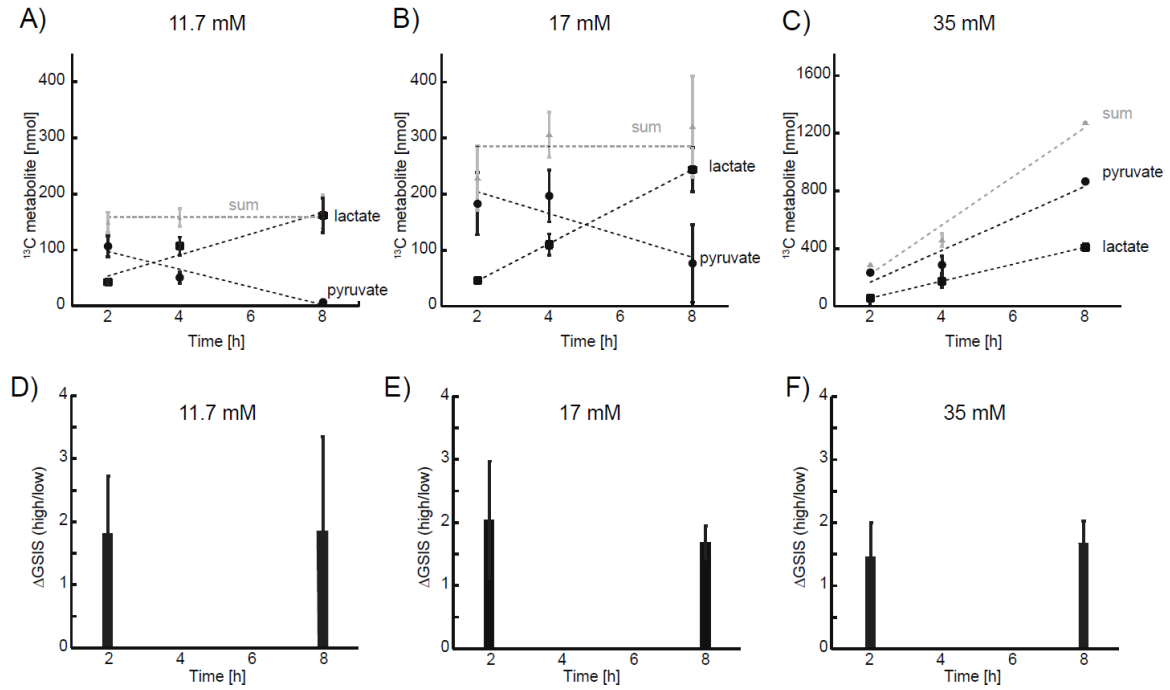 A)
11.7 mM
¹³C metabolite [nmol]
400
300
200
100
0
sum
lactate
pyruvate
2
4
6
8
Time [h]
B)
17 mM
¹³C metabolite [nmol]
400
300
200
100
0
sum
lactate
pyruvate
2
4
6
8
Time [h]
C)
35 mM
¹³C metabolite [nmol]
1600
1200
800
400
0
sum
pyruvate
lactate
2
4
6
8
Time [h]
D)
11.7 mM
ΔGSIS (high/low)
4
3
2
1
0
2
4
6
8
Time [h]
E)
17 mM
ΔGSIS (high/low)
4
3
2
1
0
2
4
6
8
Time [h]
F)
35 mM
ΔGSIS (high/low)
4
3
2
1
0
2
4
6
8
Time [h]